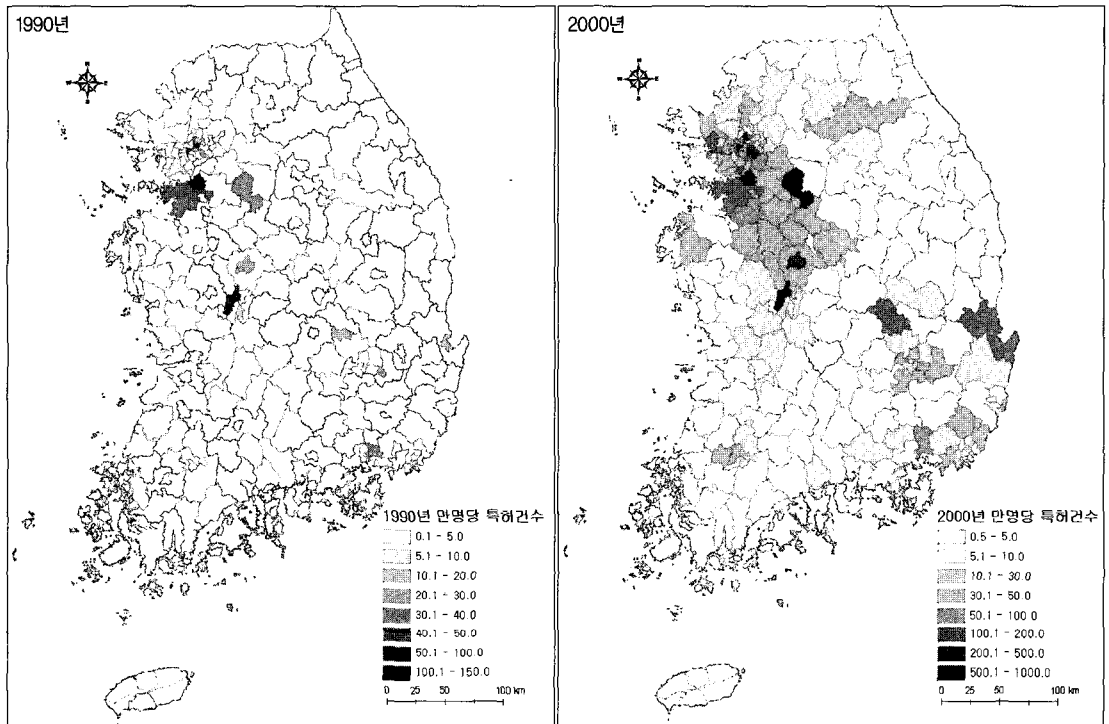 1990년
N
W E
S
1990년 만명당 특허건수
0.1 - 5.0
5.1 - 10.0
10.1 - 20.0
20.1 - 30.0
30.1 - 40.0
40.1 - 50.0
50.1 - 100.0
100.1 - 150.0
0 25 50 100 km
2000년
N
W E
S
2000년 만명당 특허건수
0.5 - 5.0
5.1 - 10.0
10.1 - 30.0
30.1 - 50.0
50.1 - 100.0
100.1 - 200.0
200.1 - 500.0
500.1 - 1000.0
0 25 50 100 km